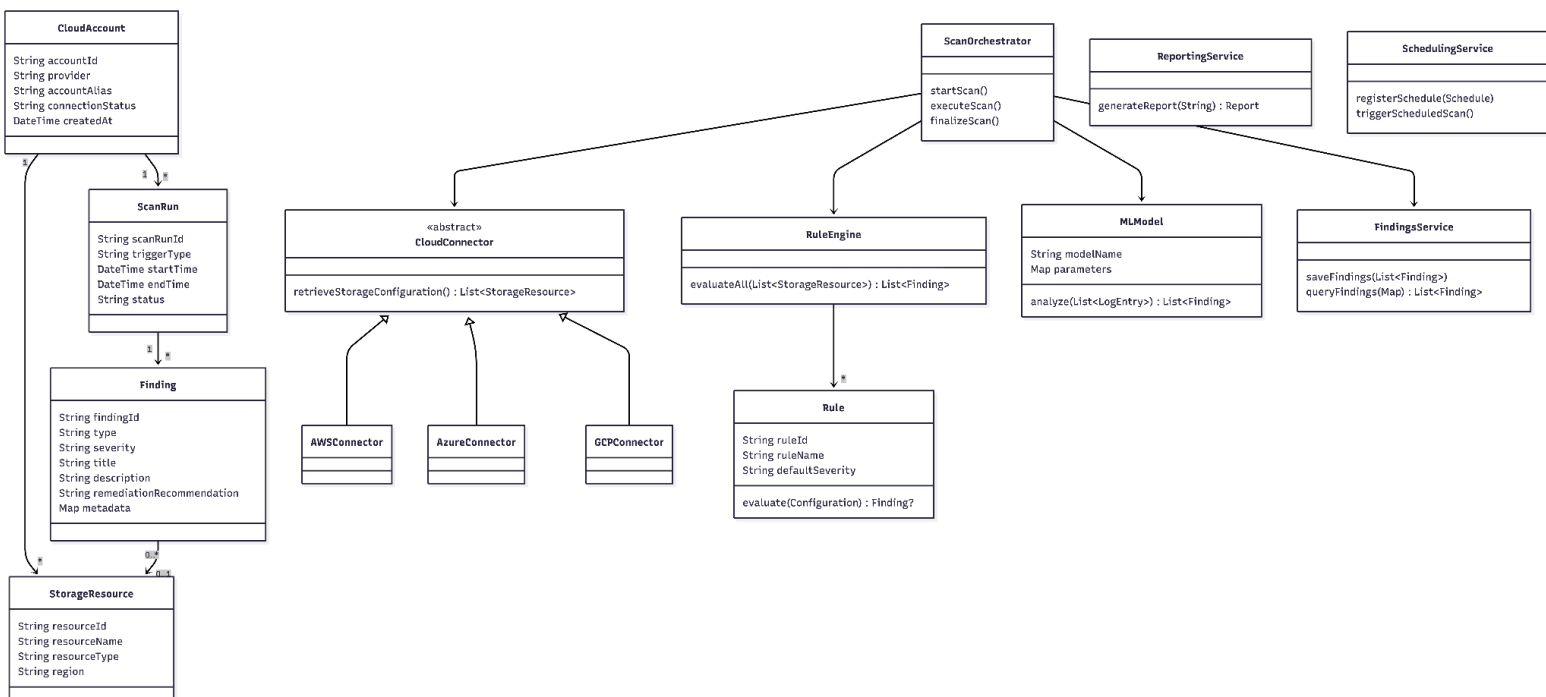 CloudAccount
String accountId
String provider
String accountAlias
String connectionStatus
DateTime createdAt
1
1
*
ScanRun
String scanRunId
String triggerType
DateTime startTime
DateTime endTime
String status
1
*
Finding
String findingId
String type
String severity
String title
String description
String remediationRecommendation
Map metadata
*
0..*
0..1
StorageResource
String resourceId
String resourceName
String resourceType
String region
ScanOrchestrator
startScan()
executeScan()
finalizeScan()
ReportingService
generateReport(String) : Report
SchedulingService
registerSchedule(Schedule)
triggerScheduledScan()
«abstract»
CloudConnector
retrieveStorageConfiguration() : List<StorageResource>
AWSConnector
AzureConnector
GCPConnector
RuleEngine
evaluateAll(List<StorageResource>) : List<Finding>
*
Rule
String ruleId
String ruleName
String defaultSeverity
evaluate(Configuration) : Finding?
MLModel
String modelName
Map parameters
analyze(List<LogEntry>) : List<Finding>
FindingsService
saveFindings(List<Finding>)
queryFindings(Map) : List<Finding>